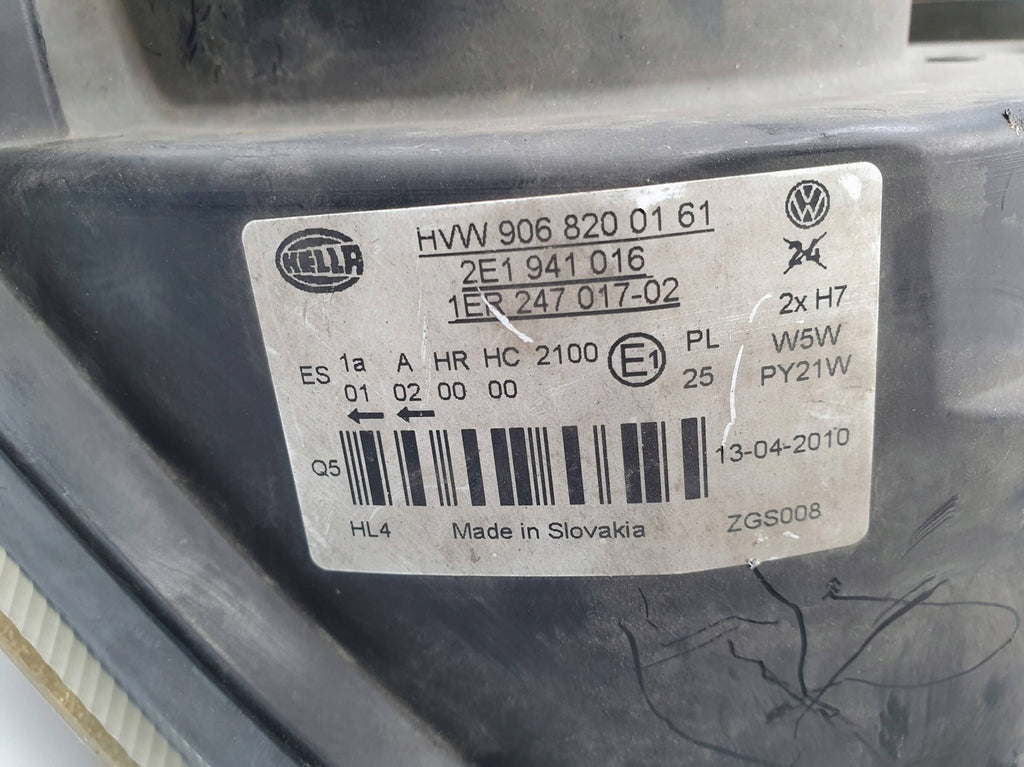 HELLA
HVW 906 820 01 61
2E1 941 016
1ER 247 017-02
VW
24
2x H7
W5W
PY21W
ES 1a A HR HC 2100 E1 PL
01 02 00 00 25
Q5
13-04-2010
HL4 Made in Slovakia ZGS008